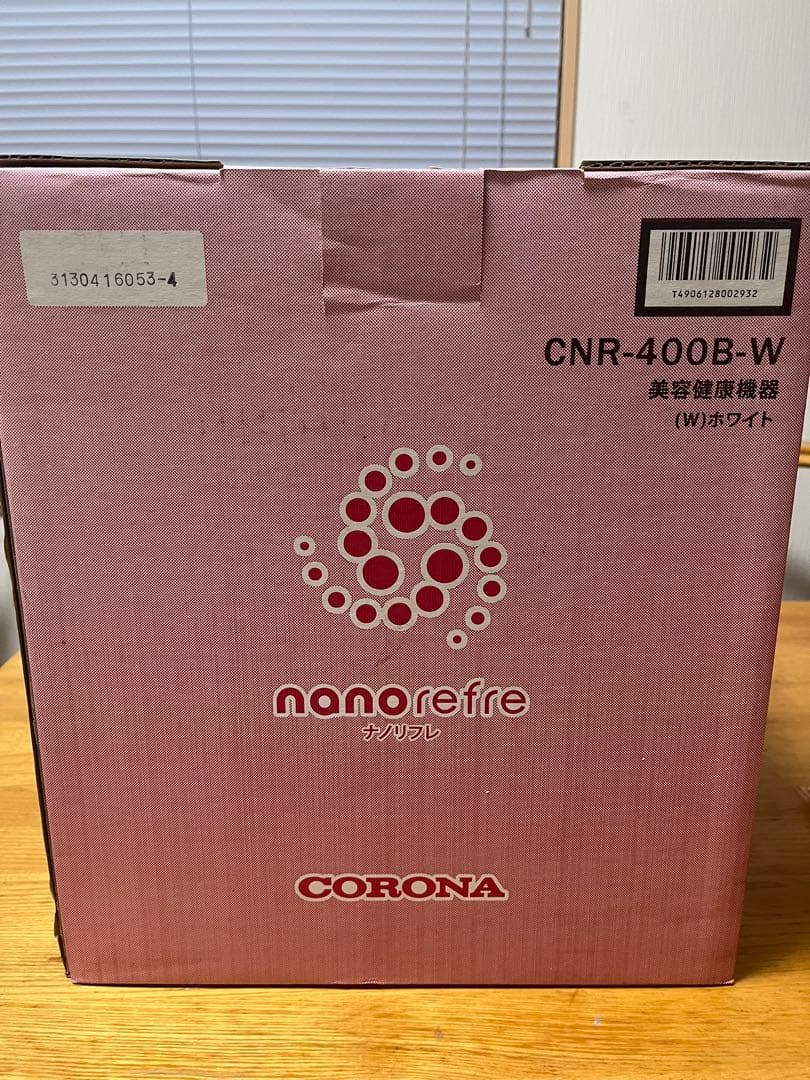 3130416053-4
T4906128002932
CNR-400B-W
美容健康機器
(W)ホワイト
nanorefre
ナノリフレ
CORONA